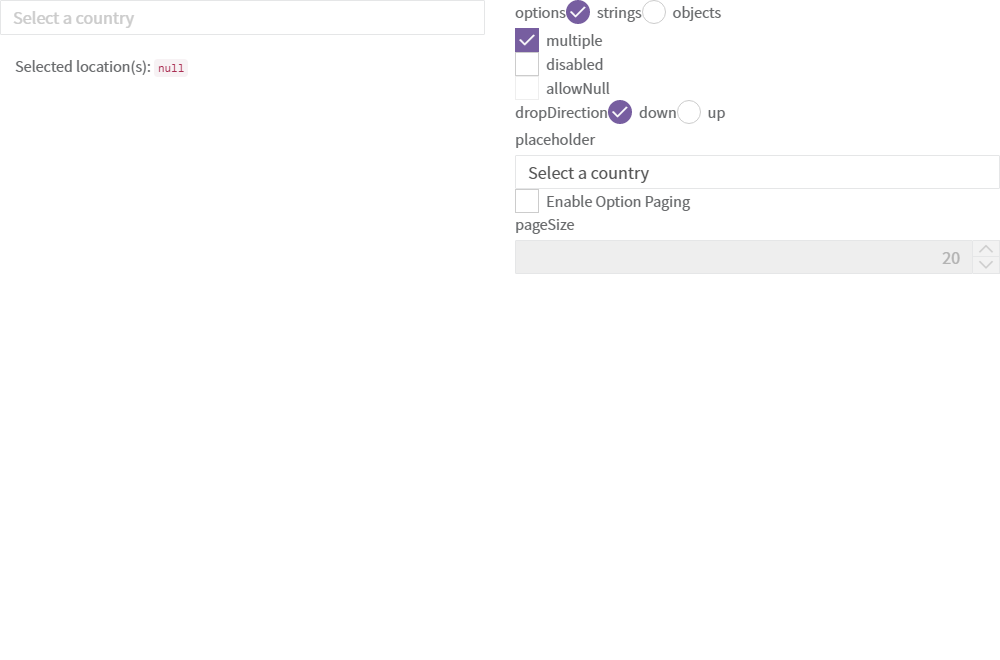 Select a country
Selected location(s): null
options strings objects
multiple
disabled
allowNull
dropDirection down up
placeholder
Select a country
Enable Option Paging
pageSize
20